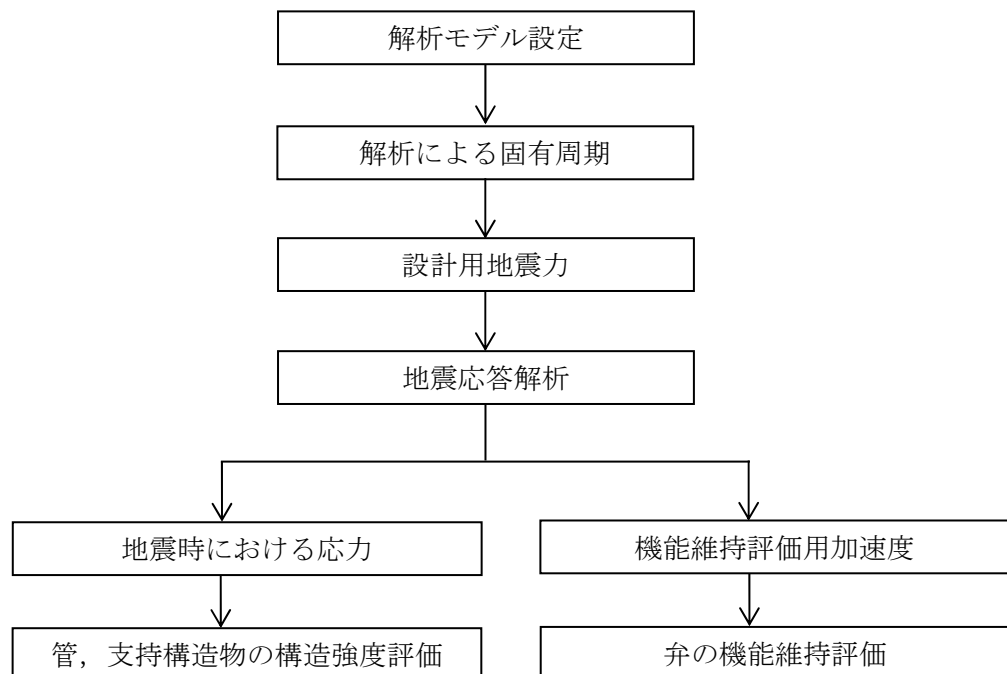 解析モデル設定
解析による固有周期
設計用地震力
地震応答解析
地震時における応力
機能維持評価用加速度
管，支持構造物の構造強度評価
弁の機能維持評価